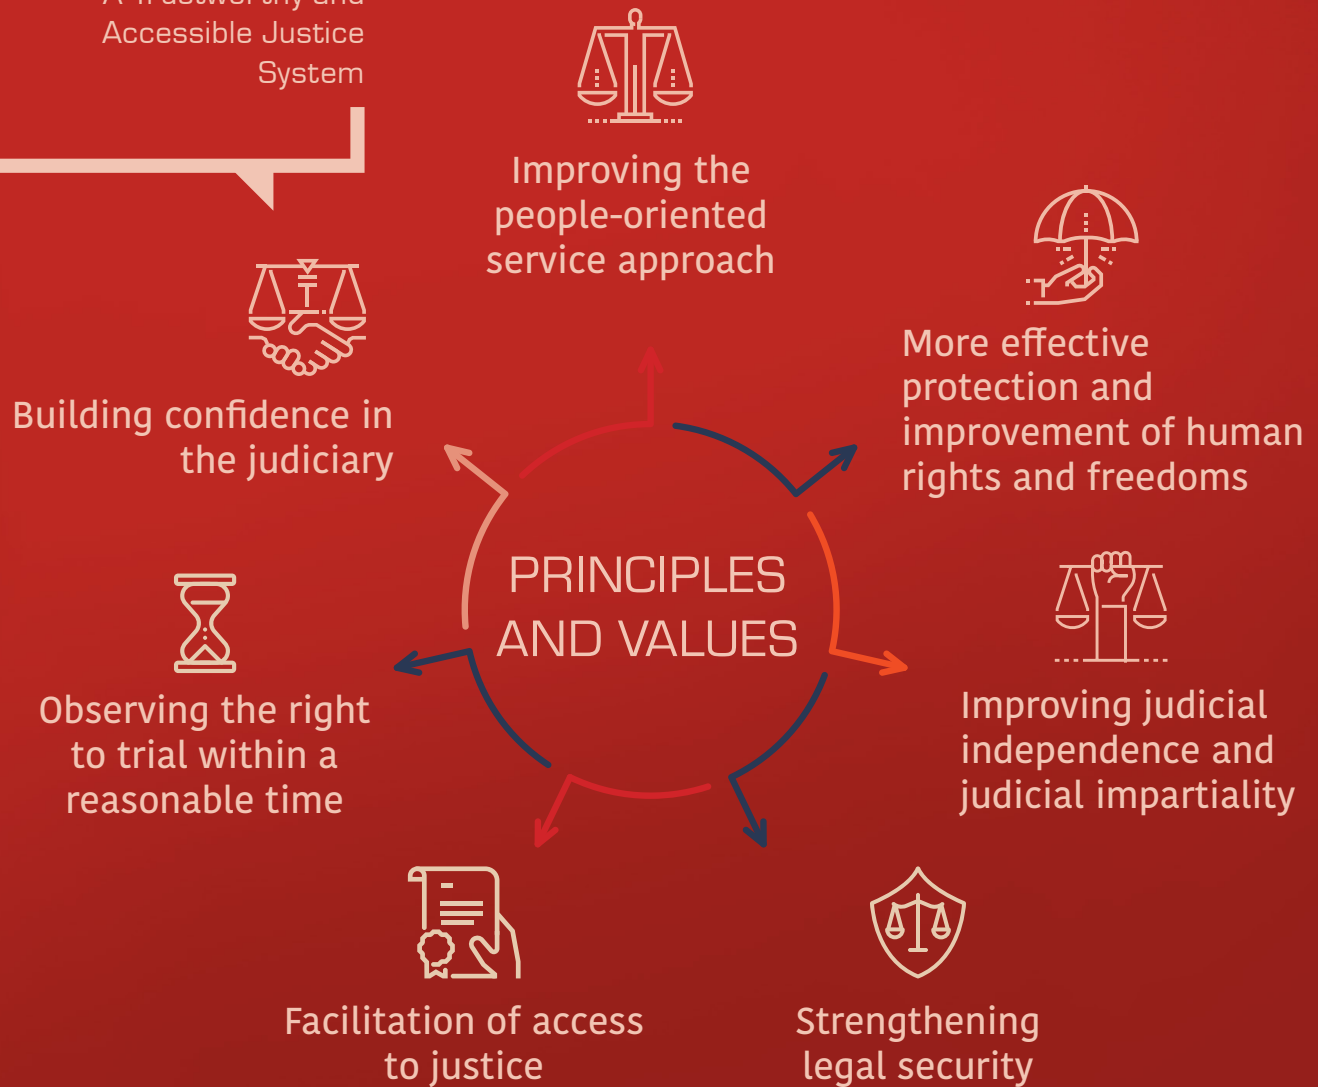 A Trustworthy and
Accessible Justice
System
Improving the
people-oriented
service approach
More effective
protection and
improvement of human
rights and freedoms
Building confidence in
the judiciary
PRINCIPLES
AND VALUES
Observing the right
to trial within a
reasonable time
Improving judicial
independence and
judicial impartiality
Facilitation of access
to justice
Strengthening
legal security